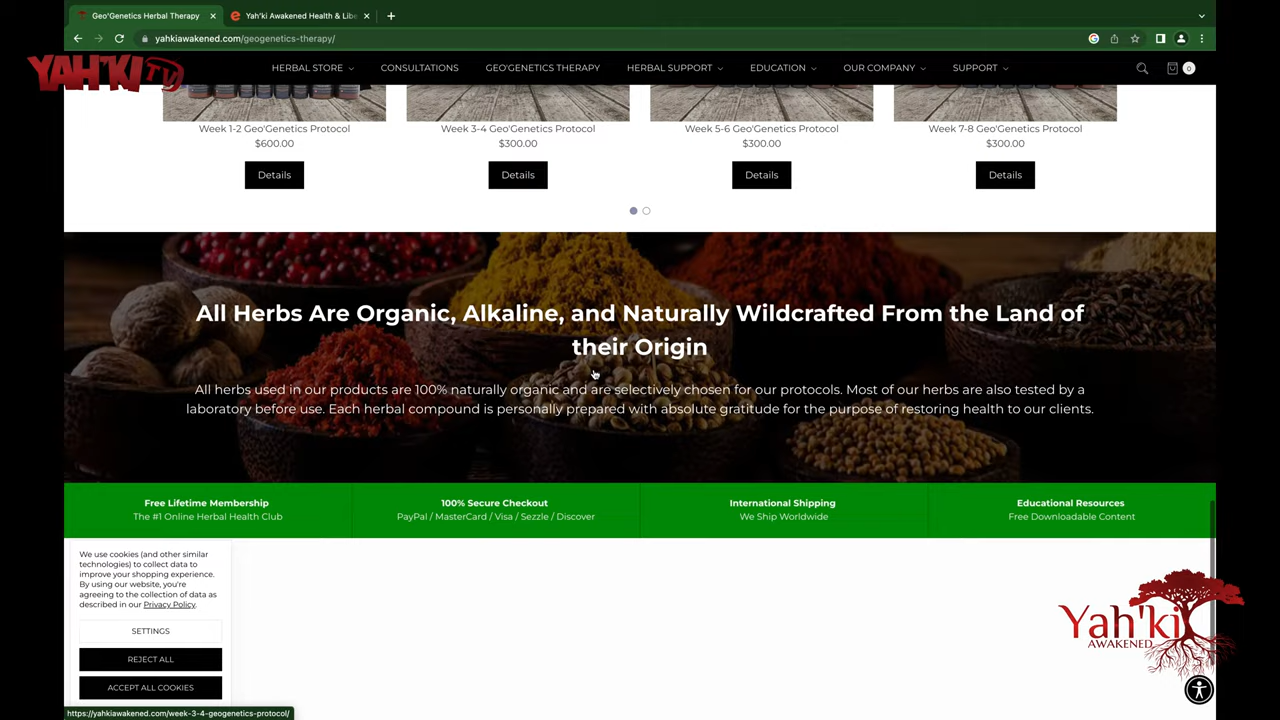 Geo'Genetics Herbal Therapy
Yah'ki Awakened Health & Libe
yahkiawakened.com/geogenetics-therapy/
YAH'KI TV
HERBAL STORE
CONSULTATIONS
GEO'GENETICS THERAPY
HERBAL SUPPORT
EDUCATION
OUR COMPANY
SUPPORT
0
Week 1-2 Geo'Genetics Protocol
$600.00
Details
Week 3-4 Geo'Genetics Protocol
$300.00
Details
Week 5-6 Geo'Genetics Protocol
$300.00
Details
Week 7-8 Geo'Genetics Protocol
$300.00
Details
All Herbs Are Organic, Alkaline, and Naturally Wildcrafted From the Land of
their Origin
All herbs used in our products are 100% naturally organic and are selectively chosen for our protocols. Most of our herbs are also tested by a
laboratory before use. Each herbal compound is personally prepared with absolute gratitude for the purpose of restoring health to our clients.
Free Lifetime Membership
The #1 Online Herbal Health Club
100% Secure Checkout
PayPal / MasterCard / Visa / Sezzle / Discover
International Shipping
We Ship Worldwide
Educational Resources
Free Downloadable Content
We use cookies (and other similar
technologies) to collect data to
improve your shopping experience.
By using our website, you're
agreeing to the collection of data as
described in our Privacy Policy.
SETTINGS
REJECT ALL
ACCEPT ALL COOKIES
Yah'ki
AWAKENED
https://yahkiawakened.com/week-3-4-geogenetics-protocol/